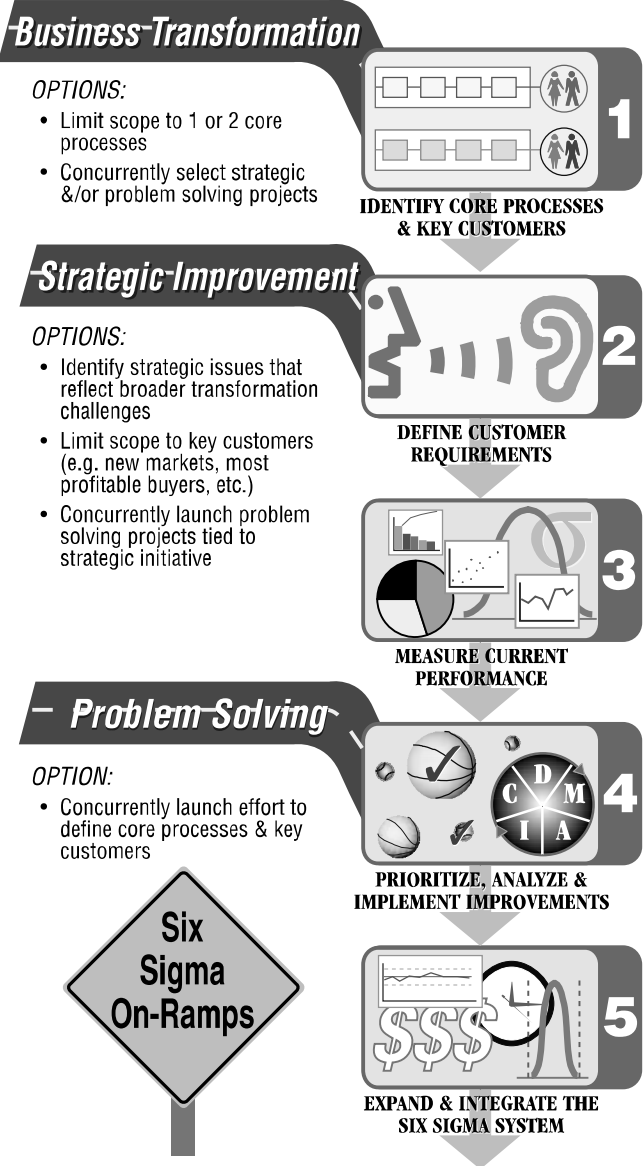 Business Transformation
OPTIONS:
• Limit scope to 1 or 2 core
processes
• Concurrently select strategic
&/or problem solving projects
1
IDENTIFY CORE PROCESSES
& KEY CUSTOMERS
Strategic Improvement
OPTIONS:
• Identify strategic issues that
reflect broader transformation
challenges
• Limit scope to key customers
(e.g. new markets, most
profitable buyers, etc.)
• Concurrently launch problem
solving projects tied to
strategic initiative
2
DEFINE CUSTOMER
REQUIREMENTS
σ
3
MEASURE CURRENT
PERFORMANCE
Problem Solving
OPTION:
• Concurrently launch effort to
define core processes & key
customers
D
C M
I A
4
PRIORITIZE, ANALYZE &
IMPLEMENT IMPROVEMENTS
Six
Sigma
On-Ramps
$$$
5
EXPAND & INTEGRATE THE
SIX SIGMA SYSTEM